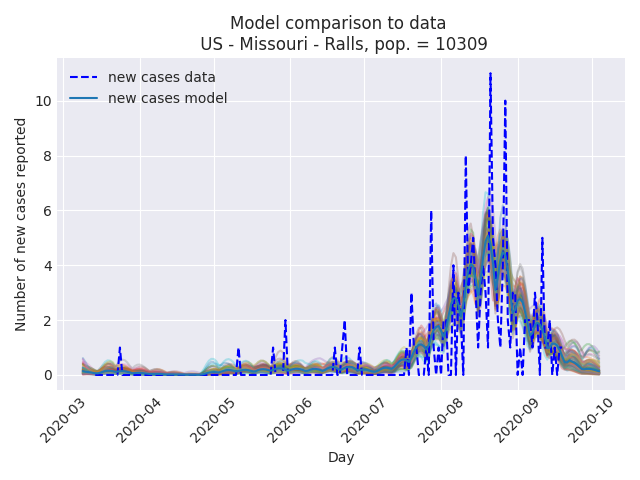 Model comparison to data
US - Missouri - Ralls, pop. = 10309
new cases data
new cases model
Number of new cases reported
10
8
6
4
2
0
2020-03
2020-04
2020-05
2020-06
2020-07
2020-08
2020-09
2020-10
Day